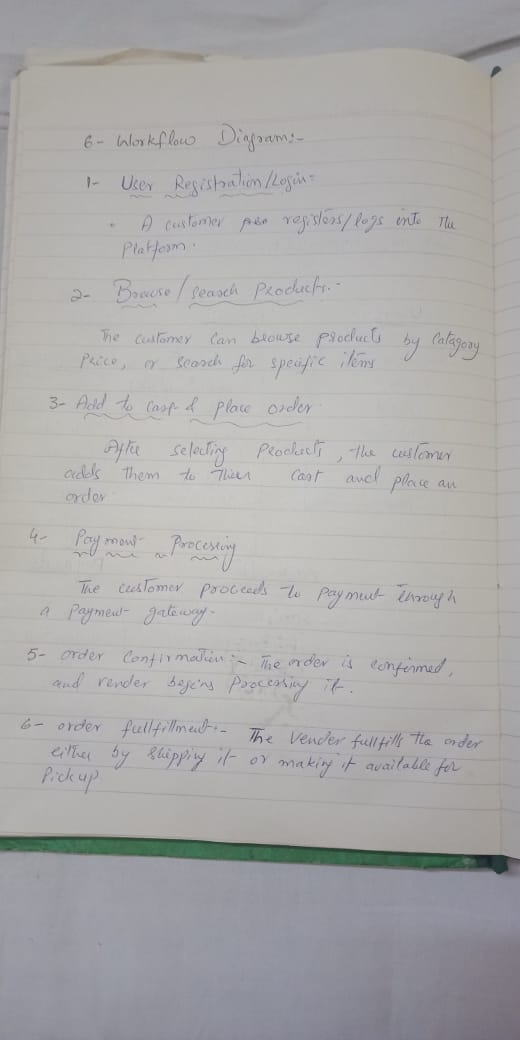 6- Workflow Diagram:-
1- User Registration/Login:-
• A customer registers/logs into The
Platform.
2- Browse/Search Products:-
The customer can browse products by Catagory
Price, or search for specific items
3- Add to Cart & Place order
After selecting Products, the customer
adds them to Their Cart and place an
order
4- Payment Processing
The customer proceeds to payment through
a Payment gateway.
5- order Confirmation:- The order is confirmed,
and vender begins Processing it.
6- order fullfillment:- The Vender fullfills the order
either by shipping it or making it available for
Pickup